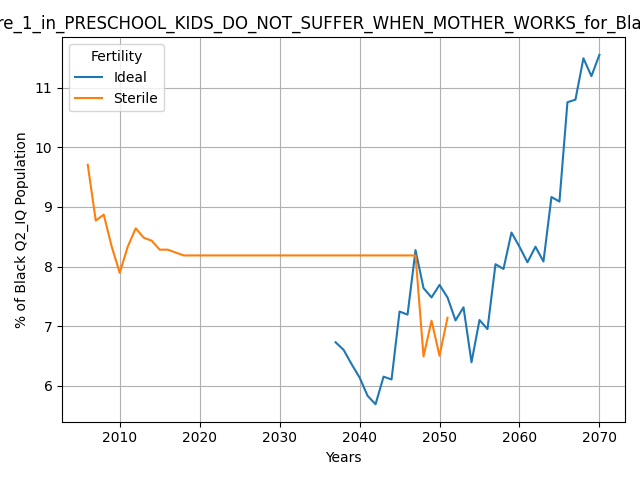 re_1_in_PRESCHOOL_KIDS_DO_NOT_SUFFER_WHEN_MOTHER_WORKS_for_Bla
Fertility
Ideal
Sterile
% of Black Q2_IQ Population
11
10
9
8
7
6
2010 2020 2030 2040 2050 2060 2070
Years